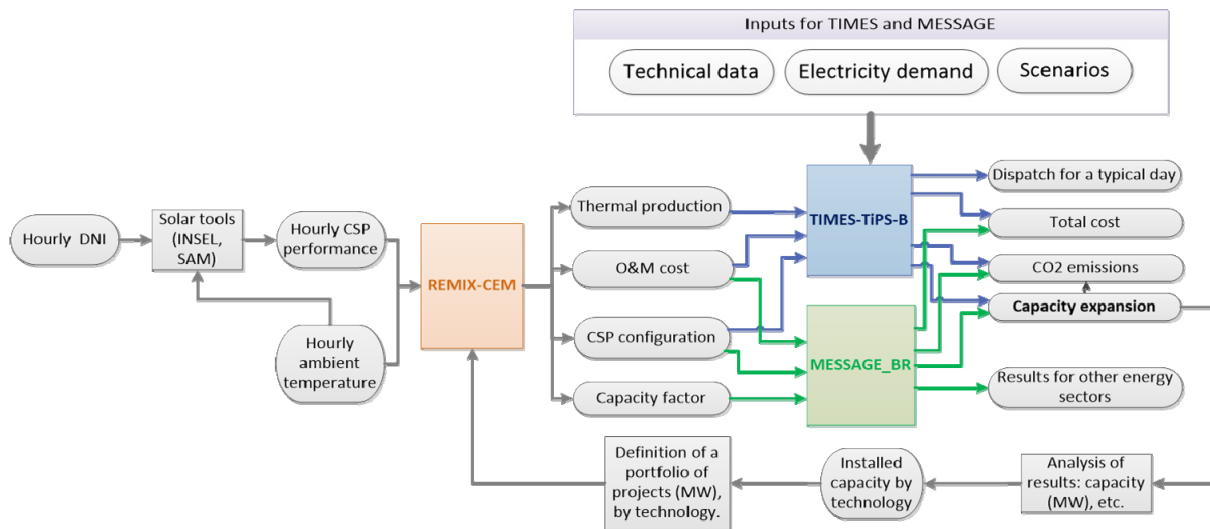 Inputs for TIMES and MESSAGE
Technical data
Electricity demand
Scenarios
Hourly DNI
Solar tools
(INSEL,
SAM)
Hourly CSP
performance
Hourly
ambient
temperature
REMIX-CEM
Thermal production
O&M cost
CSP configuration
Capacity factor
TIMES-TiPS-B
MESSAGE_BR
Dispatch for a typical day
Total cost
CO2 emissions
Capacity expansion
Results for other energy
sectors
Definition of a
portfolio of
projects (MW),
by technology.
Installed
capacity by
technology
Analysis of
results: capacity
(MW), etc.